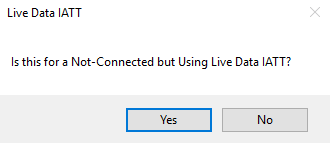 Live Data IATT
Is this for a Not-Connected but Using Live Data IATT?
Yes
No